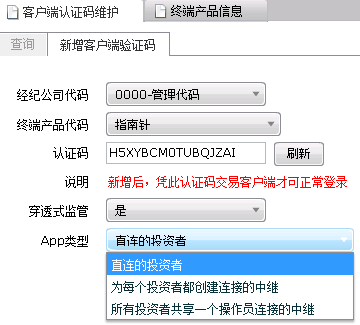 客户端认证码维护 终端产品信息
查询 新增客户端验证码
经纪公司代码 0000-管理代码
终端产品代码 指南针
认证码 H5XYBCM0TUBQJZAI 刷新
说明 新增后，凭此认证码交易客户端才可正常登录
穿透式监管 是
App类型 直连的投资者
直连的投资者
为每个投资者都创建连接的中继
所有投资者共享一个操作员连接的中继